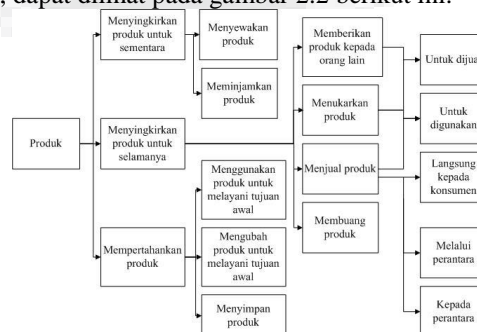 , dapat dilihat pada gambar 2.2 berikut ini.
Menyingkirkan
produk untuk
sementara
Menyewakan
produk
Meminjamkan
produk
Memberikan
produk kepada
orang lain
Untuk dijua
Produk
Menyingkirkan
produk untuk
selamanya
Menukarkan
produk
Untuk
digunakan
Menjual produk
Langsung
kepada
konsumen
Membuang
produk
Melalui
perantara
Kepada
perantara
Mempertahankan
produk
Menggunakan
produk untuk
melayani tujuan
awal
Mengubah
produk untuk
melayani tujuan
awal
Menyimpan
produk